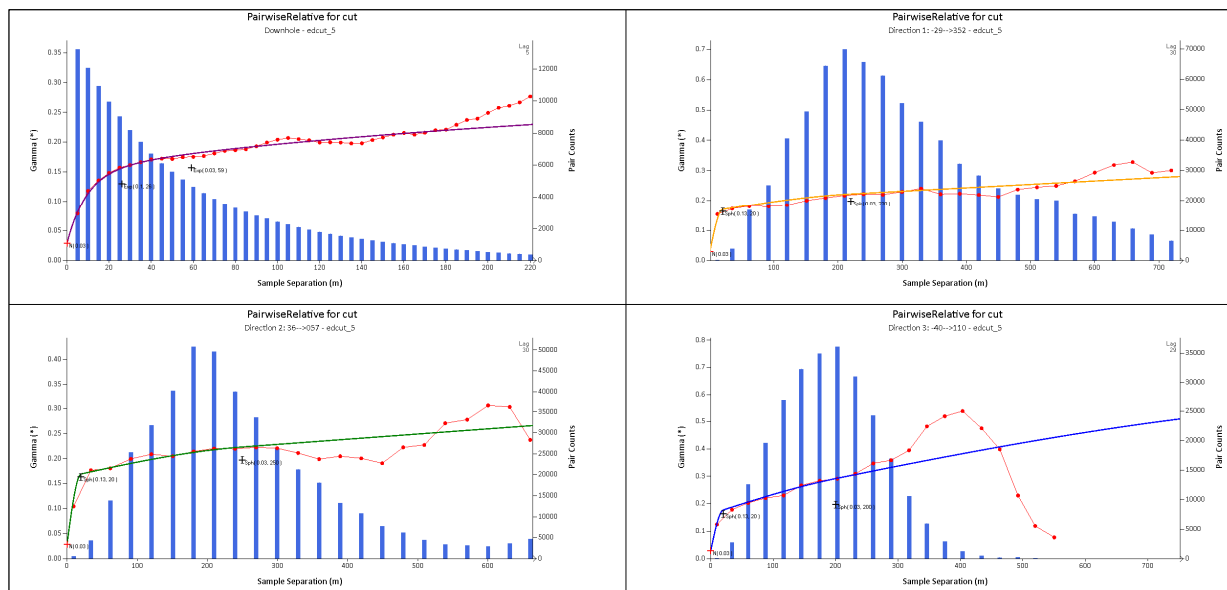 PairwiseRelative for cut
Downhole - edcut_5
Lag
5
Gamma (*)
0.35
0.30
0.25
0.20
0.15
0.10
0.05
0.00
12000
10000
8000
6000
4000
2000
0
Pair Counts
N(0.03)
Exp(0.1, 26)
Exp(0.03, 59)
0 20 40 60 80 100 120 140 160 180 200 220
Sample Separation (m)
PairwiseRelative for cut
Direction 1: -29-->352 - edcut_5
Lag
30
Gamma (*)
0.7
0.6
0.5
0.4
0.3
0.2
0.1
0.0
70000
60000
50000
40000
30000
20000
10000
0
Pair Counts
N(0.03)
Sph(0.13, 20)
100 200 300 400 500 600 700
Sample Separation (m)
PairwiseRelative for cut
Direction 2: 36-->057 - edcut_5
Lag
30
Gamma (*)
0.40
0.35
0.30
0.25
0.20
0.15
0.10
0.05
0.00
50000
45000
40000
35000
30000
25000
20000
15000
10000
5000
0
Pair Counts
N(0.03)
Sph(0.13, 20)
Sph(0.03, 250)
0 100 200 300 400 500 600
Sample Separation (m)
PairwiseRelative for cut
Direction 3: -40-->110 - edcut_5
Lag
29
Gamma (*)
0.8
0.7
0.6
0.5
0.4
0.3
0.2
0.1
0.0
35000
30000
25000
20000
15000
10000
5000
0
Pair Counts
N(0.03)
Sph(0.13, 20)
Sph(0.03, 200)
0 100 200 300 400 500 600 700
Sample Separation (m)